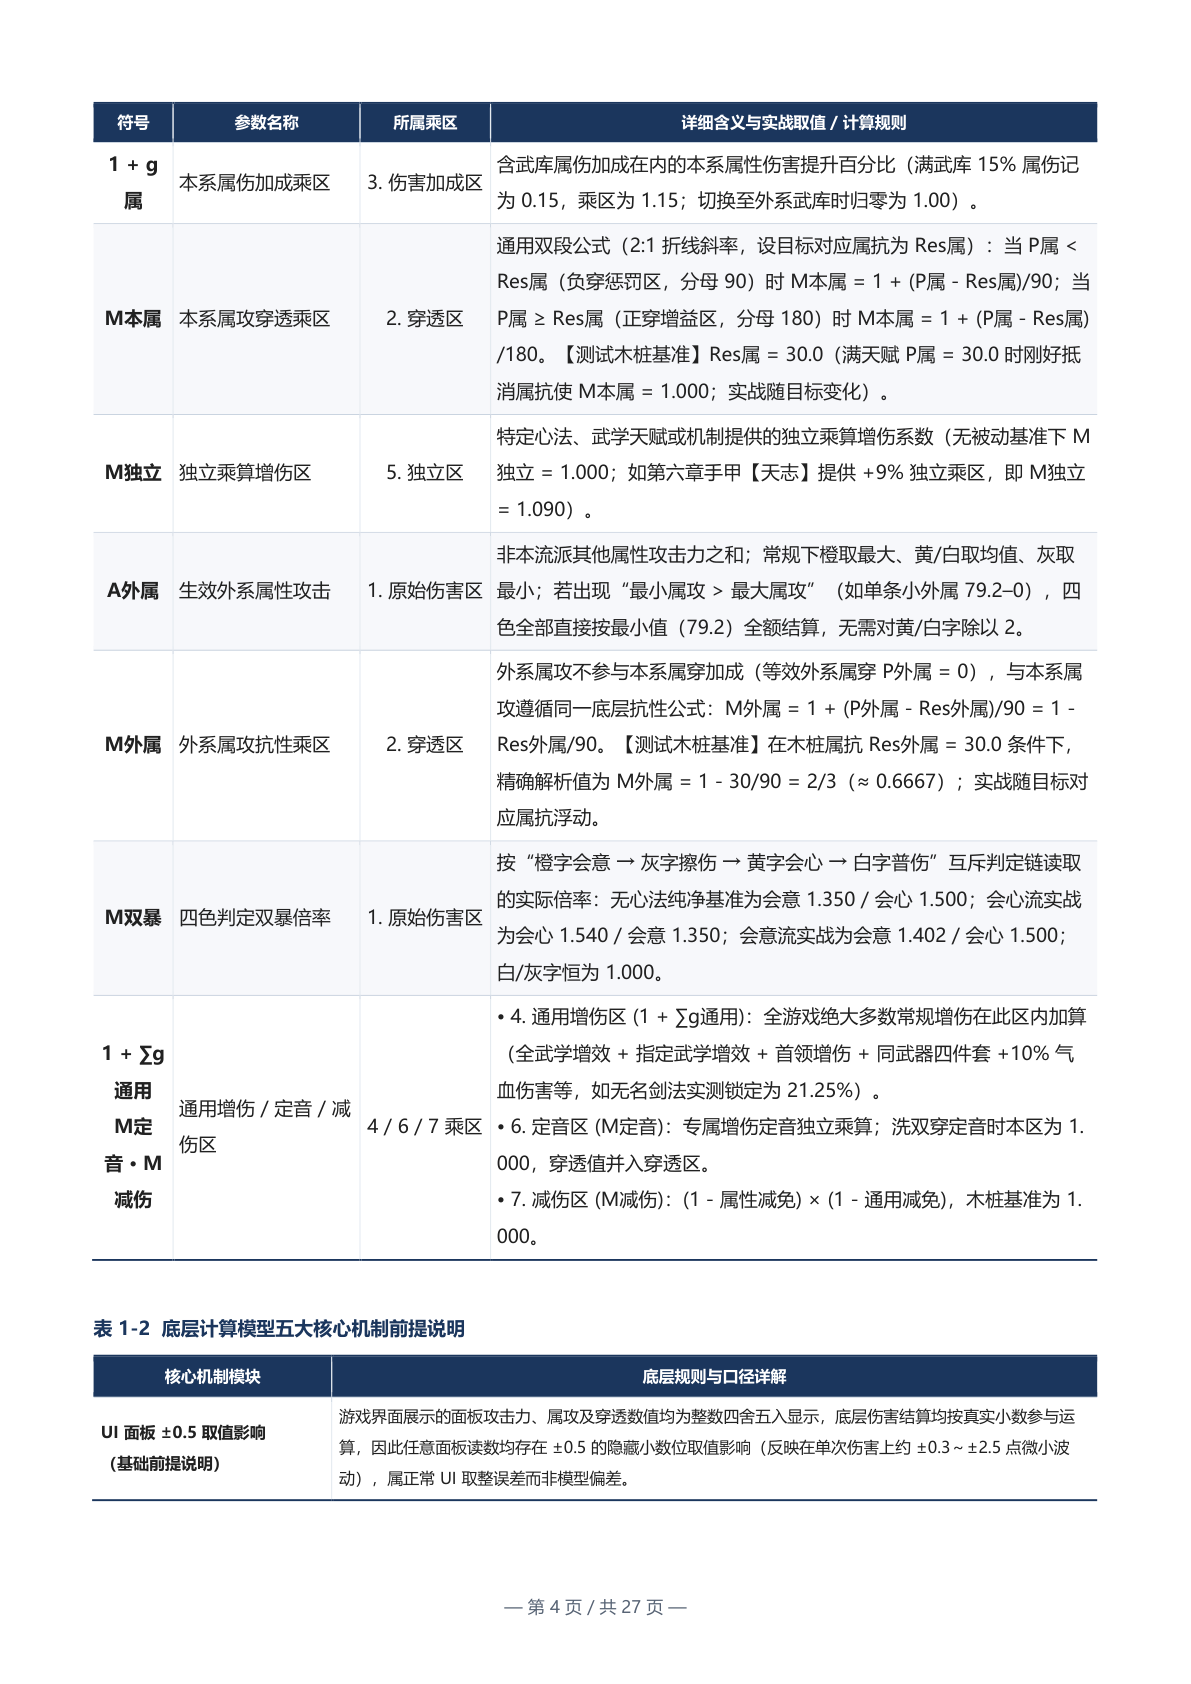 符号 参数名称 所属乘区 详细含义与实战取值 / 计算规则
1 + g
属
本系属伤加成乘区
3. 伤害加成区
含武库属伤加成在内的本系属性伤害提升百分比（满武库 15% 属伤记
为 0.15，乘区为 1.15；切换至外系武库时归零为 1.00）。
M本属
本系属攻穿透乘区
2. 穿透区
通用双段公式（2:1 折线斜率，设目标对应属抗为 Res属）：当 P属 <
Res属（负穿惩罚区，分母 90）时 M本属 = 1 + (P属 - Res属)/90；当
P属 ≥ Res属（正穿增益区，分母 180）时 M本属 = 1 + (P属 - Res属)
/180。【测试木桩基准】Res属 = 30.0（满天赋 P属 = 30.0 时刚好抵
消属抗使 M本属 = 1.000；实战随目标变化）。
M独立
独立乘算增伤区
5. 独立区
特定心法、武学天赋或机制提供的独立乘算增伤系数（无被动基准下 M
独立 = 1.000；如第六章手甲【天志】提供 +9% 独立乘区，即 M独立
= 1.090）。
A外属
生效外系属性攻击
1. 原始伤害区
非本流派其他属性攻击力之和；常规下橙取最大、黄/白取均值、灰取
最小；若出现“最小属攻 > 最大属攻”（如单条小外属 79.2–0），四
色全部直接按最小值（79.2）全额结算，无需对黄/白字除以 2。
M外属
外系属攻抗性乘区
2. 穿透区
外系属攻不参与本系属穿加成（等效外系属穿 P外属 = 0），与本系属
攻遵循同一底层抗性公式：M外属 = 1 + (P外属 - Res外属)/90 = 1 -
Res外属/90。【测试木桩基准】在木桩属抗 Res外属 = 30.0 条件下，
精确解析值为 M外属 = 1 - 30/90 = 2/3（≈ 0.6667）；实战随目标对
应属抗浮动。
M双暴
四色判定双暴倍率
1. 原始伤害区
按“橙字会意 → 灰字擦伤 → 黄字会心 → 白字普伤”互斥判定链读取
的实际倍率：无心法纯净基准为会意 1.350 / 会心 1.500；会心流实战
为会心 1.540 / 会意 1.350；会意流实战为会意 1.402 / 会心 1.500；
白/灰字恒为 1.000。
1 + ∑g
通用
M定
音 · M
减伤
通用增伤 / 定音 / 减
伤区
4 / 6 / 7 乘区
• 4. 通用增伤区 (1 + ∑g通用)：全游戏绝大多数常规增伤在此区内加算
（全武学增效 + 指定武学增效 + 首领增伤 + 同武器四件套 +10% 气
血伤害等，如无名剑法实测锁定为 21.25%）。
• 6. 定音区 (M定音)：专属增伤定音独立乘算；洗双穿定音时本区为 1.
000，穿透值并入穿透区。
• 7. 减伤区 (M减伤)：(1 - 属性减免) × (1 - 通用减免)，木桩基准为 1.
000。
表 1-2 底层计算模型五大核心机制前提说明
核心机制模块 底层规则与口径详解
UI 面板 ±0.5 取值影响
（基础前提说明）
游戏界面展示的面板攻击力、属攻及穿透数值均为整数四舍五入显示，底层伤害结算均按真实小数参与运
算，因此任意面板读数均存在 ±0.5 的隐藏小数位取值影响（反映在单次伤害上约 ±0.3 ~ ±2.5 点微小波
动），属正常 UI 取整误差而非模型偏差。
— 第 4 页 / 共 27 页 —